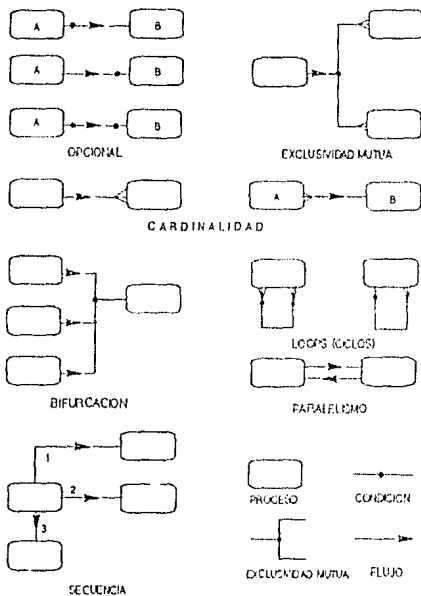 A B
A B
A B
OPCIONAL
EXCLUSIVIDAD MUTUA
A B
CARDINALIDAD
BIFURCACION
LOOPS (CICLOS)
PARALELISMO
1
2
3
SECUENCIA
PROCESO
CONDICION
EXCLUSIVIDAD MUTUA
FLUJO